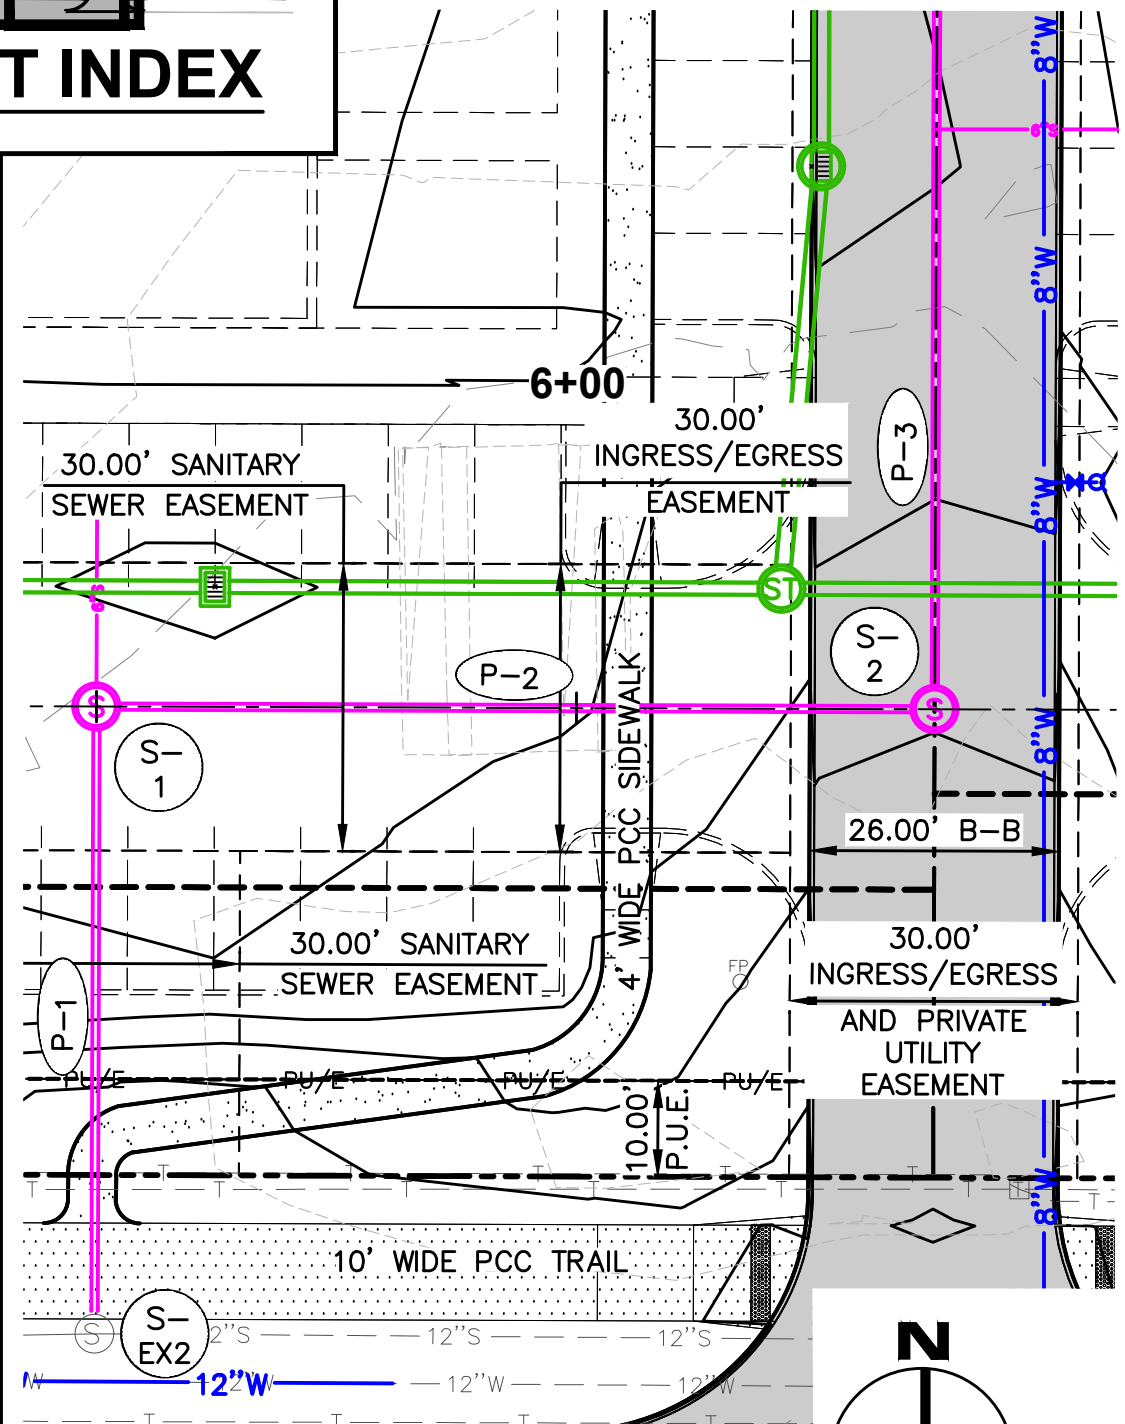 T INDEX
8"W
6"S
8"W
6+00
30.00'
INGRESS/EGRESS
EASEMENT
P-3
30.00' SANITARY
SEWER EASEMENT
8"W
ST
S-
2
P-2
S
S
S-
1
8"W
4' WIDE PCC SIDEWALK
26.00' B-B
30.00' SANITARY
SEWER EASEMENT
FP
30.00'
INGRESS/EGRESS
AND PRIVATE
UTILITY
EASEMENT
P-1
PU/E
PU/E
PU/E
PU/E
10.00'
P.U.E.
T
T
T
T
T
T
T
T
T
T
T
T
8"W
10' WIDE PCC TRAIL
S
S-
EX2
2"S
12"S
12"S
12"W
12"W
12"W
T
T
T
T
N